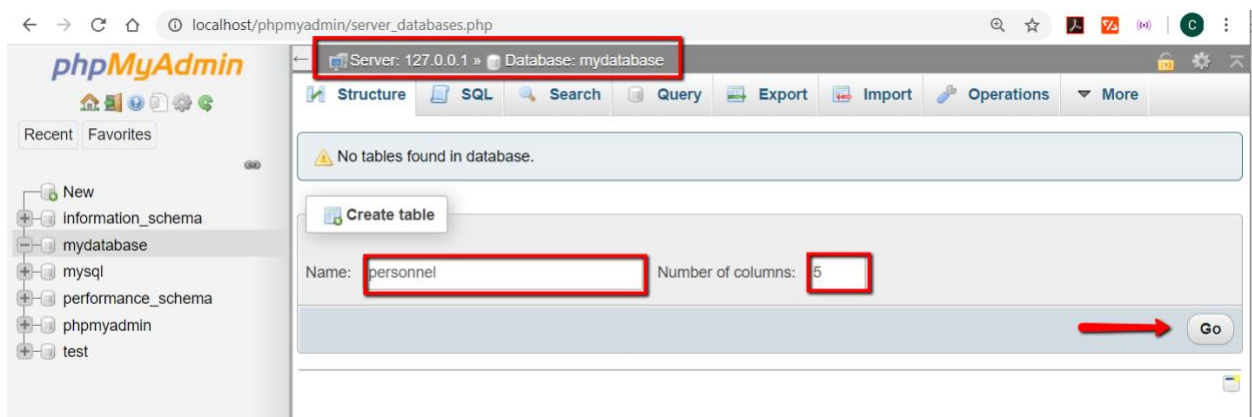 localhost/phpmyadmin/server_databases.php
C
phpMyAdmin
Server: 127.0.0.1 » Database: mydatabase
Structure SQL Search Query Export Import Operations More
Recent Favorites
No tables found in database.
New
information_schema
mydatabase
mysql
performance_schema
phpmyadmin
test
Create table
Name: personnel Number of columns: 5
Go